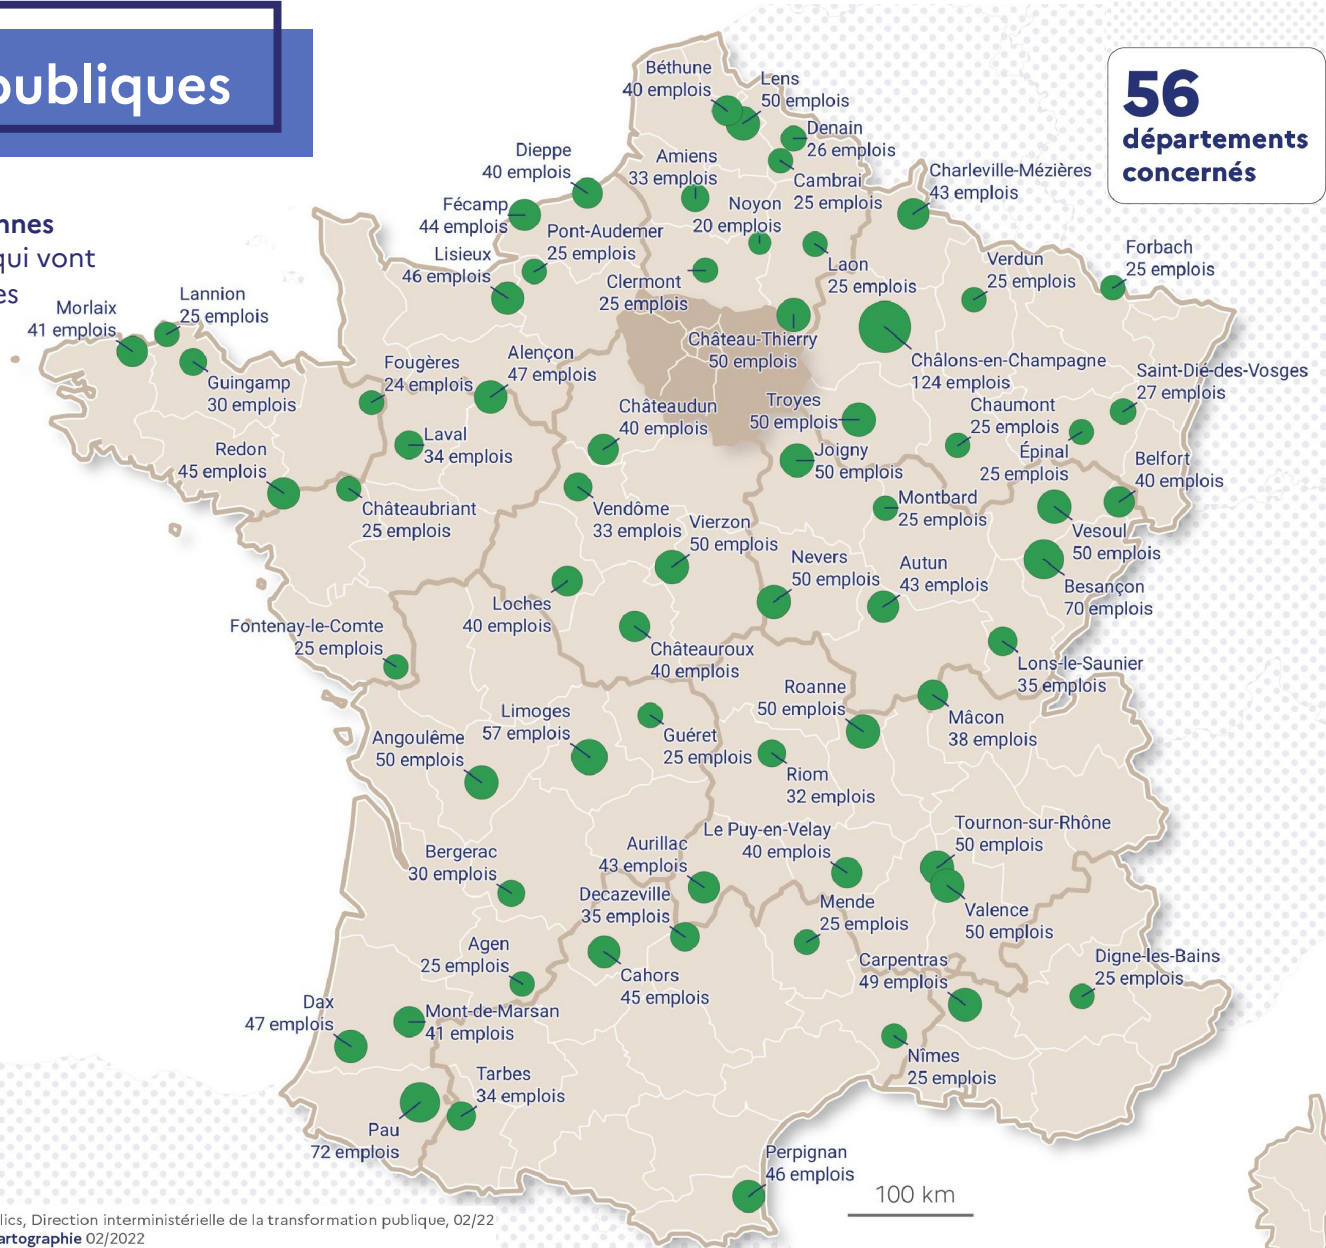 publiques
56
départements
concernés
nnes
qui vont
es
Béthune
40 emplois
Lens
50 emplois
Denain
26 emplois
Cambrai
25 emplois
Dieppe
40 emplois
Amiens
33 emplois
Charleville-Mézières
43 emplois
Fécamp
44 emplois
Noyon
20 emplois
Pont-Audemer
25 emplois
Lisieux
46 emplois
Laon
25 emplois
Verdun
25 emplois
Forbach
25 emplois
Clermont
25 emplois
Lannion
25 emplois
Morlaix
41 emplois
Château-Thierry
50 emplois
Châlons-en-Champagne
124 emplois
Guingamp
30 emplois
Fougères
24 emplois
Alençon
47 emplois
Saint-Dié-des-Vosges
27 emplois
Châteaudun
40 emplois
Troyes
50 emplois
Chaumont
25 emplois
Laval
34 emplois
Redon
45 emplois
Joigny
50 emplois
Épinal
25 emplois
Belfort
40 emplois
Châteaubriant
25 emplois
Vendôme
33 emplois
Montbard
25 emplois
Vierzon
50 emplois
Vesoul
50 emplois
Nevers
50 emplois
Autun
43 emplois
Besançon
70 emplois
Loches
40 emplois
Fontenay-le-Comte
25 emplois
Châteauroux
40 emplois
Lons-le-Saunier
35 emplois
Roanne
50 emplois
Limoges
57 emplois
Mâcon
38 emplois
Angoulême
50 emplois
Guéret
25 emplois
Riom
32 emplois
Le Puy-en-Velay
40 emplois
Tournon-sur-Rhône
50 emplois
Aurillac
43 emplois
Bergerac
30 emplois
Decazeville
35 emplois
Mende
25 emplois
Valence
50 emplois
Agen
25 emplois
Cahors
45 emplois
Carpentras
49 emplois
Digne-les-Bains
25 emplois
Dax
47 emplois
Mont-de-Marsan
41 emplois
Nîmes
25 emplois
Tarbes
34 emplois
Pau
72 emplois
Perpignan
46 emplois
100 km
lics, Direction interministérielle de la transformation publique, 02/22
artographie 02/2022